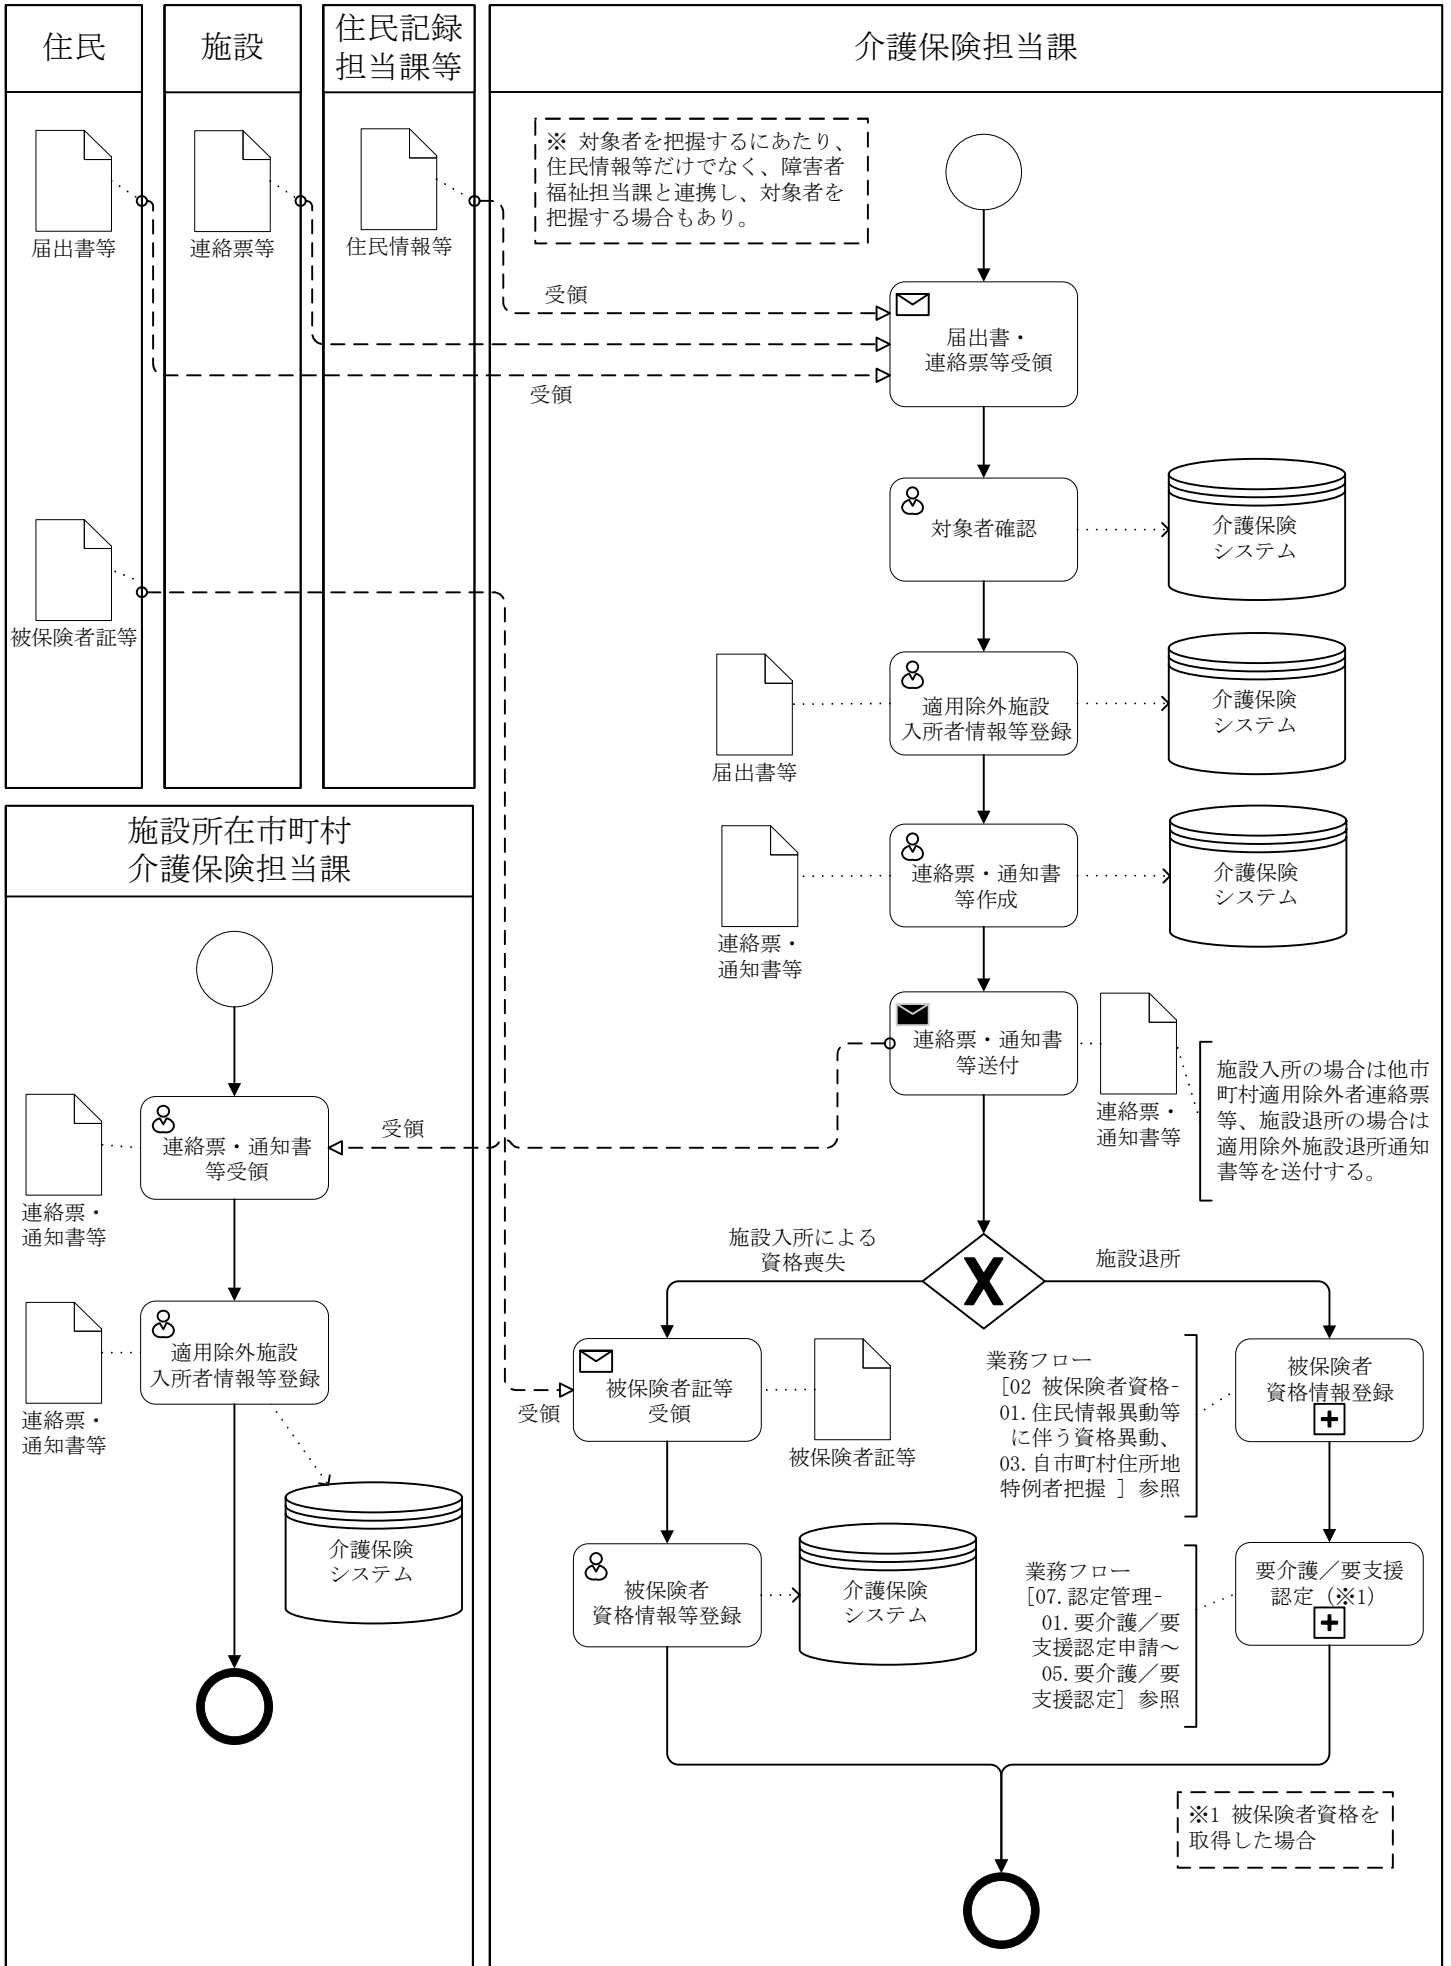 住民
施設
住民記録
担当課等
介護保険担当課
届出書等
連絡票等
住民情報等
※ 対象者を把握するにあたり、
住民情報等だけでなく、障害者
福祉担当課と連携し、対象者を
把握する場合もあり。
受領
届出書・
連絡票等受領
受領
対象者確認
介護保険
システム
被保険者証等
適用除外施設
入所者情報等登録
介護保険
システム
届出書等
連絡票・通知書
等作成
介護保険
システム
連絡票・
通知書等
施設所在市町村
介護保険担当課
連絡票・通知書
等送付
連絡票・
通知書等
施設入所の場合は他市
町村適用除外者連絡票
等、施設退所の場合は
適用除外施設退所通知
書等を送付する。
受領
連絡票・通知書
等受領
連絡票・
通知書等
施設入所による
資格喪失
施設退所
適用除外施設
入所者情報等登録
連絡票・
通知書等
介護保険
システム
受領
被保険者証等
受領
被保険者証等
業務フロー
[02 被保険者資格-
01.住民情報異動等
に伴う資格異動、
03.自市町村住所地
特例者把握 ］参照
被保険者
資格情報登録
被保険者
資格情報等登録
介護保険
システム
業務フロー
[07.認定管理-
01.要介護／要
支援認定申請～
05.要介護／要
支援認定］参照
要介護／要支援
認定（※1）
※1 被保険者資格を
取得した場合